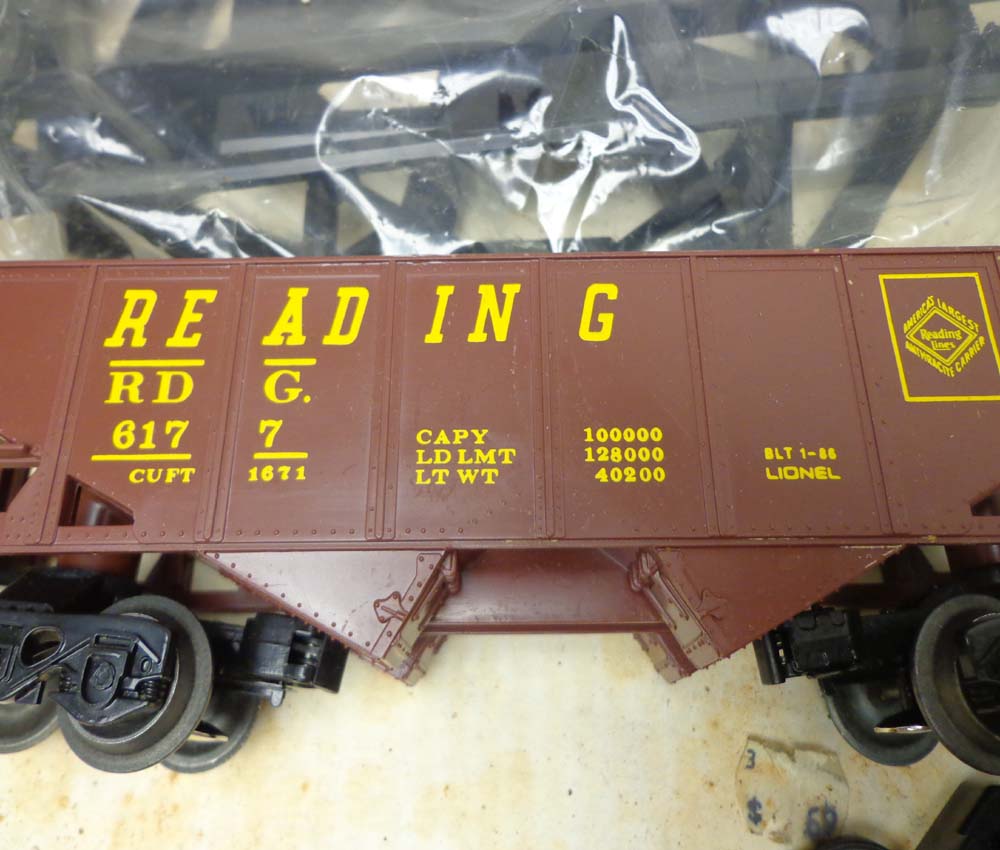 READING
RDG.
6177
CUFT 1671
CAPY 100000
LD LMT 128000
LT WT 40200
BLT 1-86
LIONEL
AMERICA'S LARGEST
Reading
Lines
ANTHRACITE CARRIER
3
$